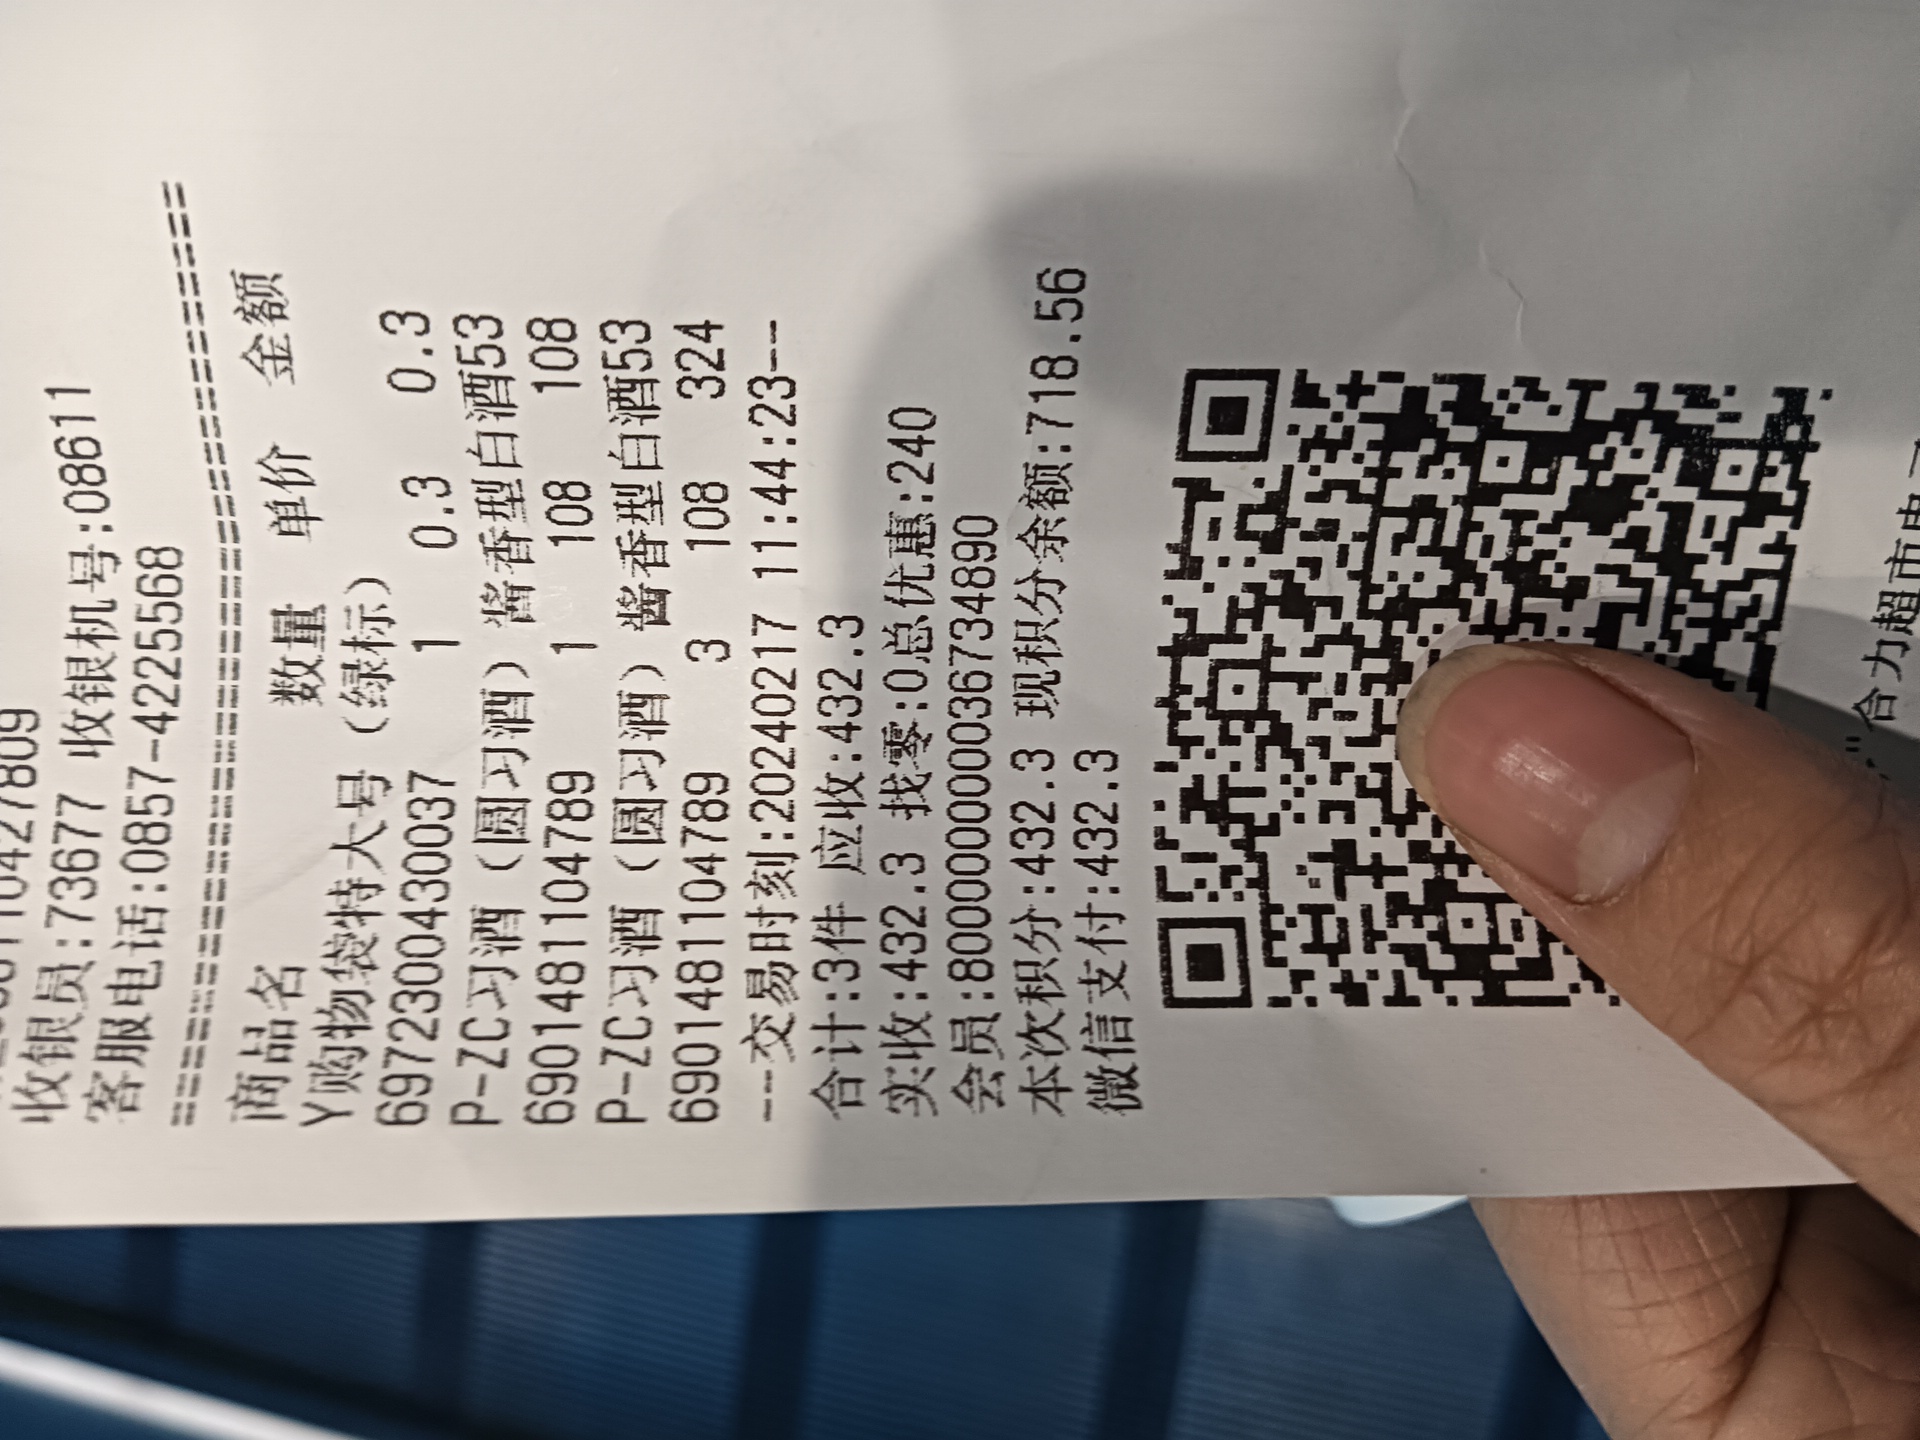 收银员:73677 收银机号:08611
客服电话:0857-4225568
商品名 数量 单价 金额
Y购物袋特大号（绿标）
6972300430037 1 0.3 0.3
P-ZC习酒（圆习酒）酱香型白酒53
6901481104789 1 108 108
P-ZC习酒（圆习酒）酱香型白酒53
6901481104789 3 108 324
---交易时刻:20240217 11:44:23--
合计:3件 应收:432.3
实收:432.3 找零:0总优惠:240
会员:8000000036734890
本次积分:432.3 现积分余额:718.56
微信支付:432.3
合力超市电子